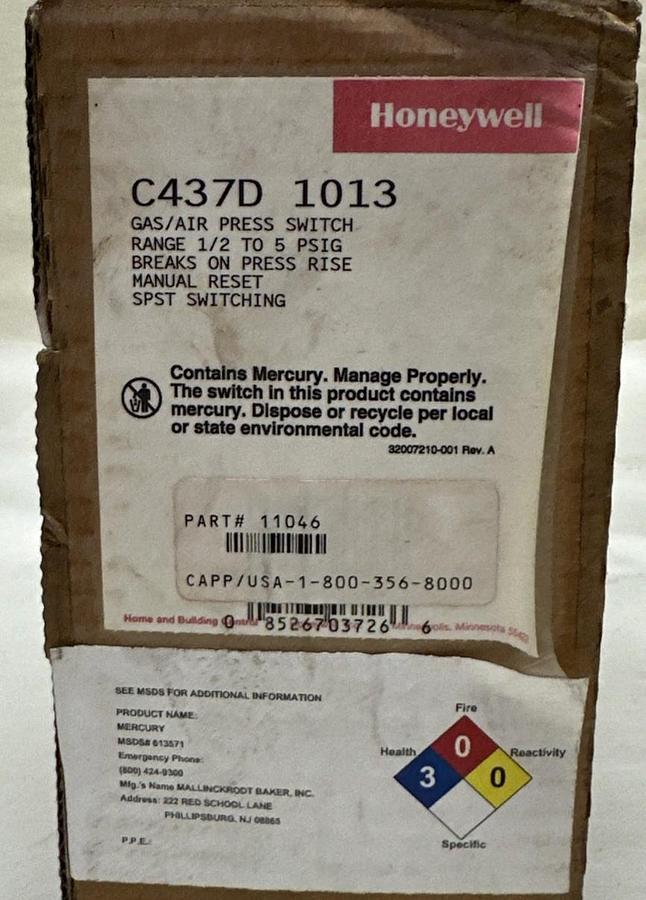 Honeywell
C437D 1013
GAS/AIR PRESS SWITCH
RANGE 1/2 TO 5 PSIG
BREAKS ON PRESS RISE
MANUAL RESET
SPST SWITCHING
Contains Mercury. Manage Properly.
The switch in this product contains
mercury. Dispose or recycle per local
or state environmental code.
32007210-001 Rev. A
PART# 11046
CAPP/USA-1-800-356-8000
Home and Building Minnesota
0 8526703726 6
SEE MSDS FOR ADDITIONAL INFORMATION
PRODUCT NAME:
MERCURY
MSDS# 613571
Emergency Phone:
(800) 424-9300
Mfg.'s Name MALLINCKRODT BAKER, INC.
Address: 222 RED SCHOOL LANE
PHILLIPSBURG, NJ 08865
P.P.E.:
Fire
Health
Reactivity
0
3
0
Specific